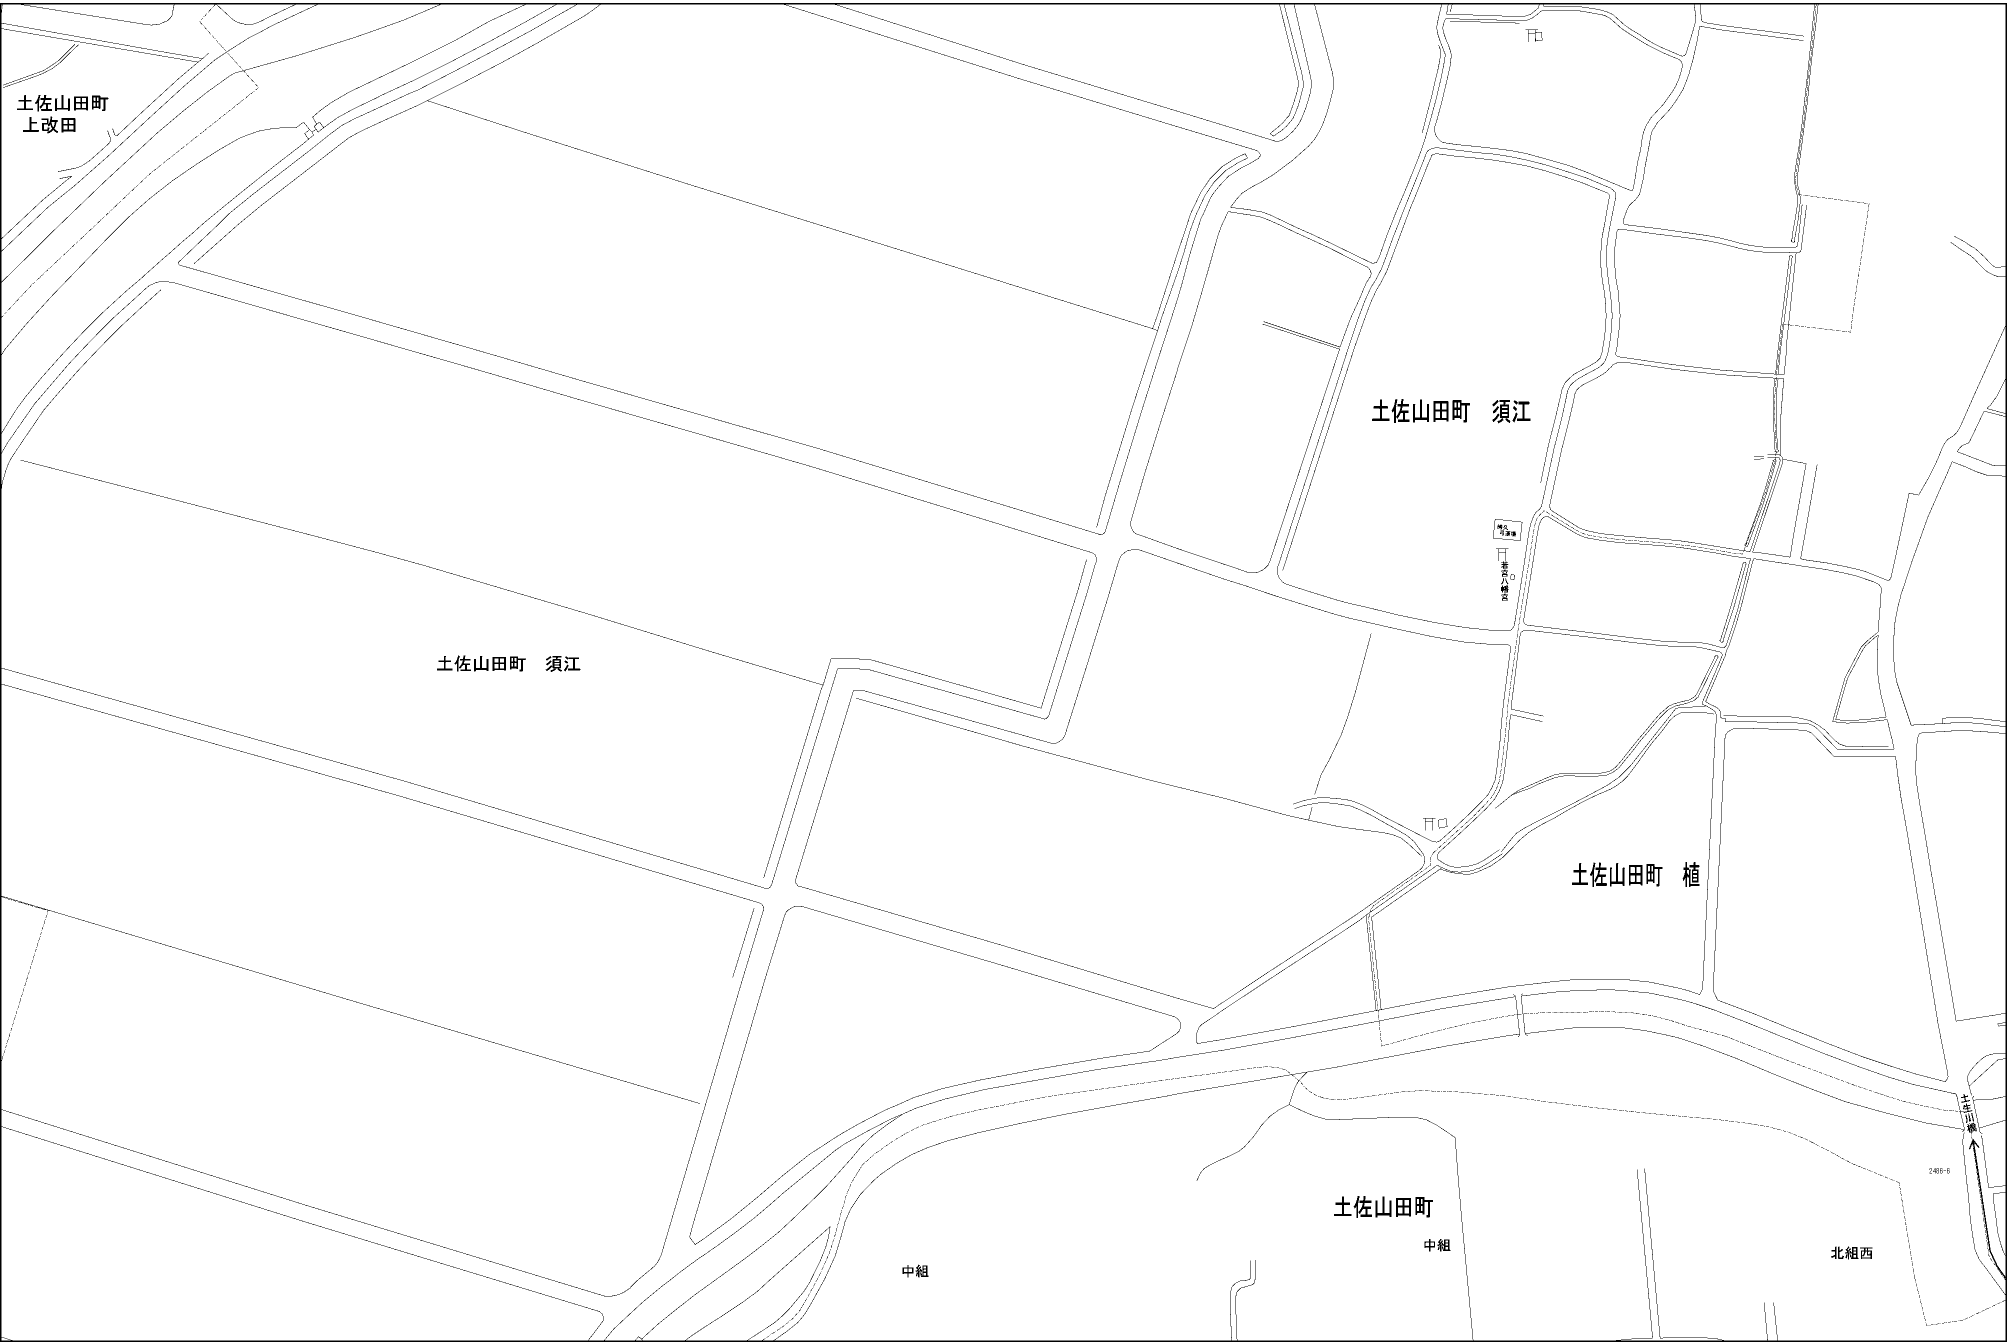 土佐山田町
上改田
土佐山田町　須江
若宮八幡宮
土佐山田町　須江
土佐山田町　植
土生川橋
2486-6
土佐山田町
中組
北組西
中組